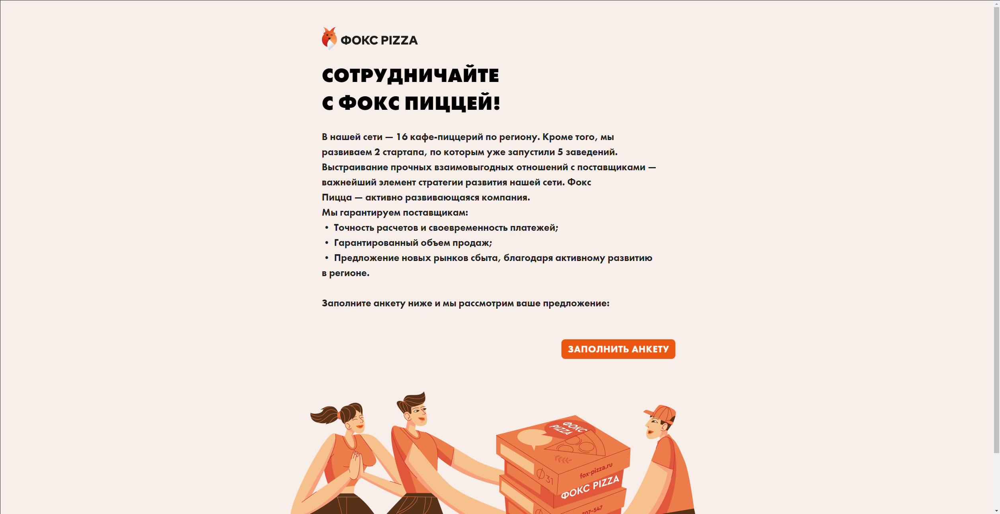 ФОКС PIZZA
СОТРУДНИЧАЙТЕ
С ФОКС ПИЦЦЕЙ!
В нашей сети — 16 кафе-пиццерий по региону. Кроме того, мы
развиваем 2 стартапа, по которым уже запустили 5 заведений.
Выстраивание прочных взаимовыгодных отношений с поставщиками —
важнейший элемент стратегии развития нашей сети. Фокс
Пицца — активно развивающаяся компания.
Мы гарантируем поставщикам:
• Точность расчетов и своевременность платежей;
• Гарантированный объем продаж;
• Предложение новых рынков сбыта, благодаря активному развитию
в регионе.
Заполните анкету ниже и мы рассмотрим ваше предложение:
ЗАПОЛНИТЬ АНКЕТУ
ФОКС
PIZZA
fox-pizza.ru
Ø 31
ФОКС PIZZA
707-547